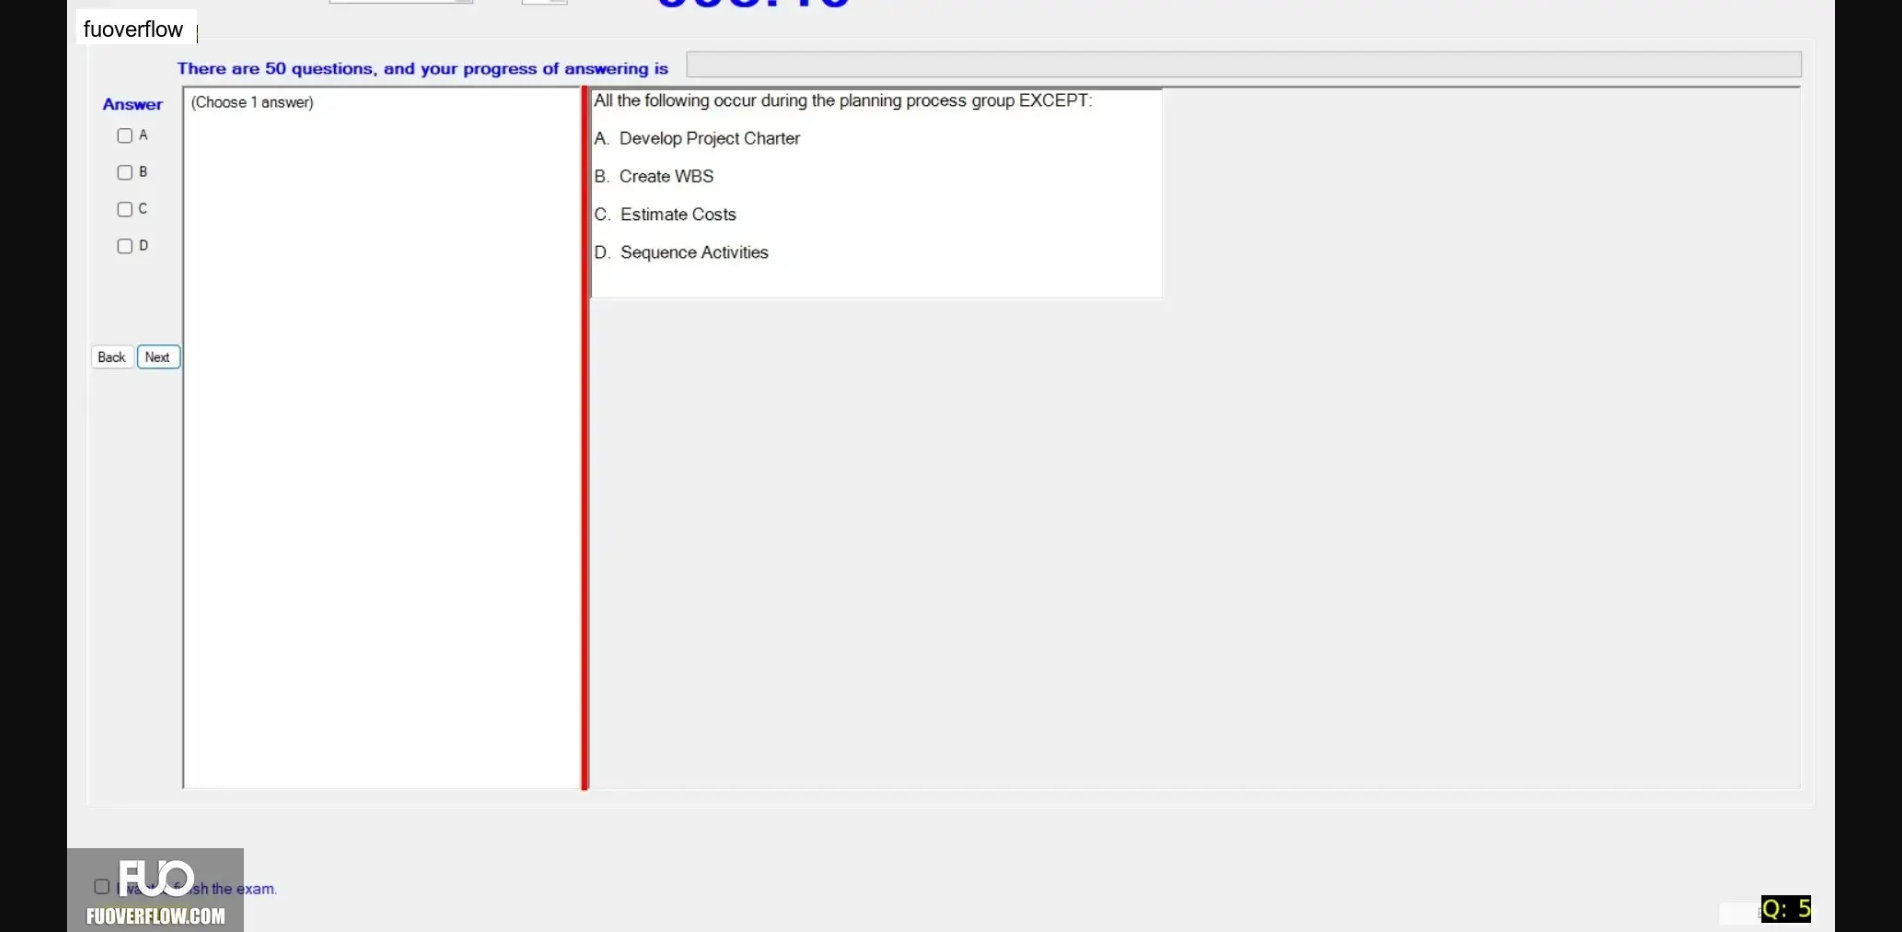 fuoverflow
There are 50 questions, and your progress of answering is
Answer
(Choose 1 answer)
A
B
C
D
Back
Next
All the following occur during the planning process group EXCEPT:
A. Develop Project Charter
B. Create WBS
C. Estimate Costs
D. Sequence Activities
the exam.
FUO
FUOVERFLOW.COM
Q: 5